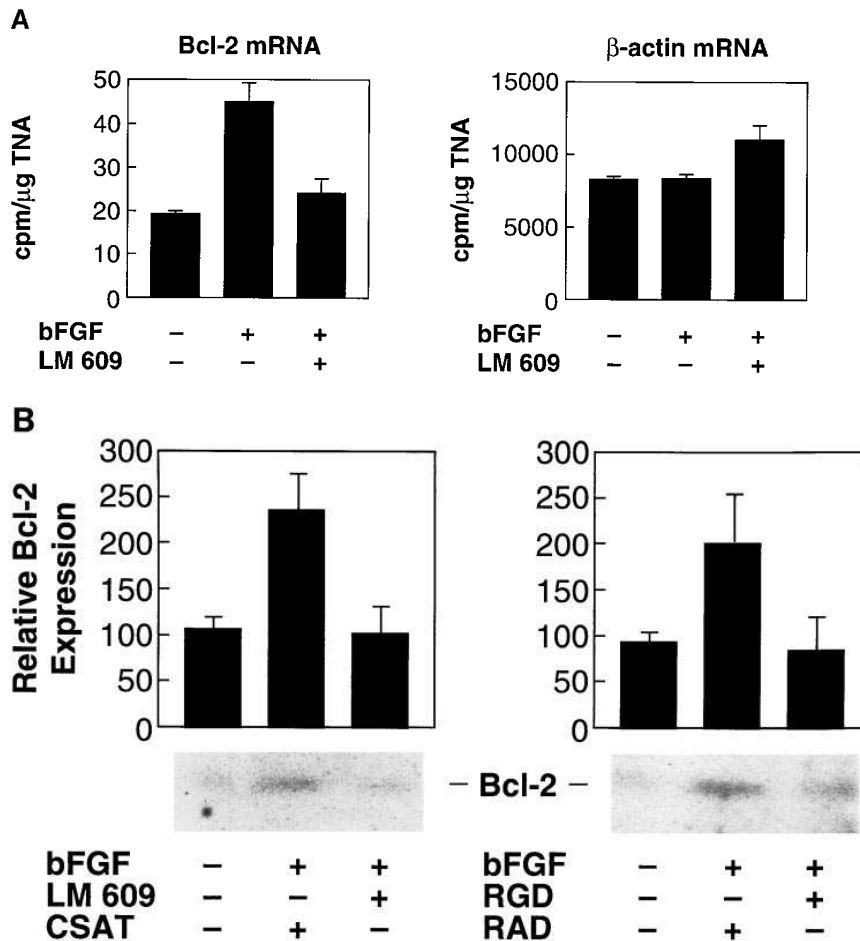 A
Bcl-2 mRNA
β-actin mRNA
cpm/μg TNA
50
40
30
20
10
0
cpm/μg TNA
15000
10000
5000
0
bFGF – + +
LM 609 – – +
bFGF – + +
LM 609 – – +
B
Relative Bcl-2
Expression
300
250
200
150
100
50
0
300
250
200
150
100
50
0
– Bcl-2 –
bFGF – + +
LM 609 – – +
CSAT – + –
bFGF – + +
RGD – – +
RAD – + –